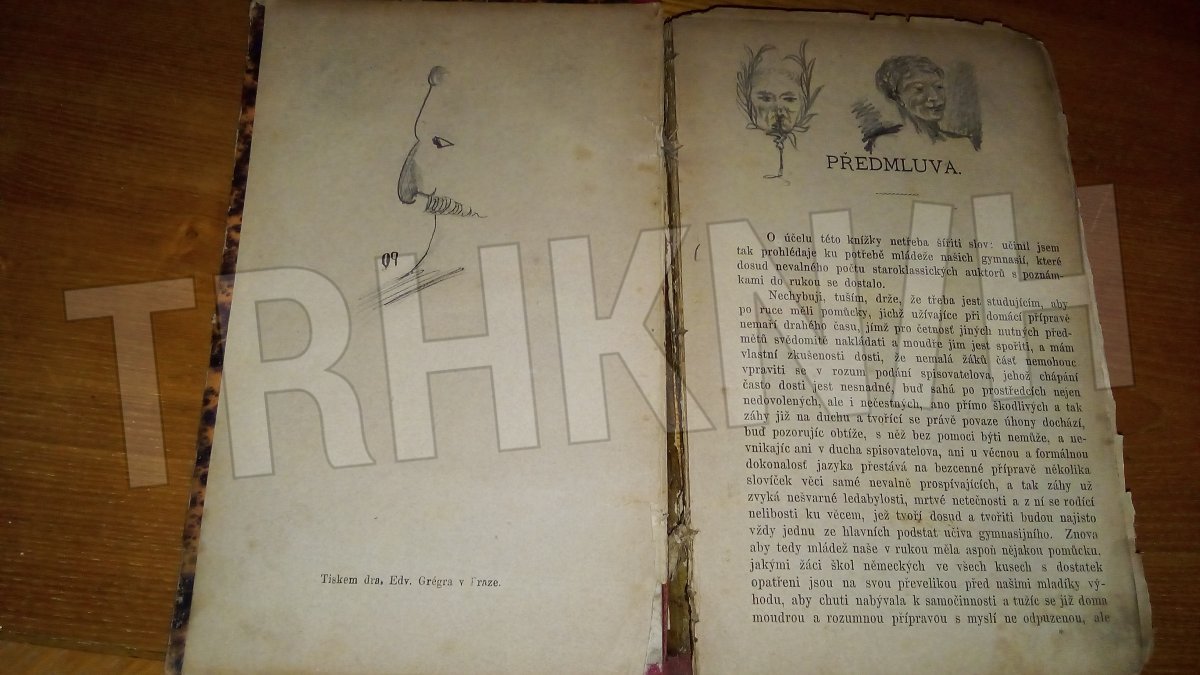 09
Tiskem dra. Edv. Grégra v Praze.
PŘEDMLUVA.
O účelu této knížky netřeba šířiti slov: učinil jsem
tak prohlédaje ku potřebě mládeže našich gymnasií, které
dosud nevalného počtu staroklassických auktorů s poznám-
kami do rukou se dostalo.
Nechybuji, tuším, drže, že třeba jest studujícím, aby
po ruce měli pomůcky, jichž užívajíce při domácí přípravě
nemaří drahého času, jímž pro četnost jiných nutných před-
mětů svědomitě nakládati a moudře jim jest spořiti, a mám
vlastní zkušenosti dosti, že nemalá žáků část nemohouc
vpraviti se v rozum podání spisovatelova, jehož chápání
často dosti jest nesnadné, buď sahá po prostředcích nejen
nedovolených, ale i nečestných, ano přímo škodlivých a tak
záhy již na duchu a tvořící se právě povaze úhony dochází,
buď pozorujíc obtíže, s něž bez pomoci býti nemůže, a ne-
vnikajíc ani v ducha spisovatelova, ani u věcnou a formálnou
dokonalosť jazyka přestává na bezcenné přípravě několika
slovíček věci samé nevalně prospívajících, a tak záhy už
zvyká nešvarné ledabylosti, mrtvé netečnosti a z ní se rodící
nelibosti ku věcem, jež tvoří dosud a tvořiti budou najisto
vždy jednu ze hlavních podstat učiva gymnasijního. Znova
aby tedy mládež naše v rukou měla aspoň nějakou pomůcku,
jakými žáci škol německých ve všech kusech s dostatek
opatřeni jsou na svou převelikou před našimi mladíky vý-
hodu, aby chuti nabývala k samočinnosti a tužíc se již doma
moudrou a rozumnou přípravou s myslí ne odpuzenou, ale
TRHKNIH